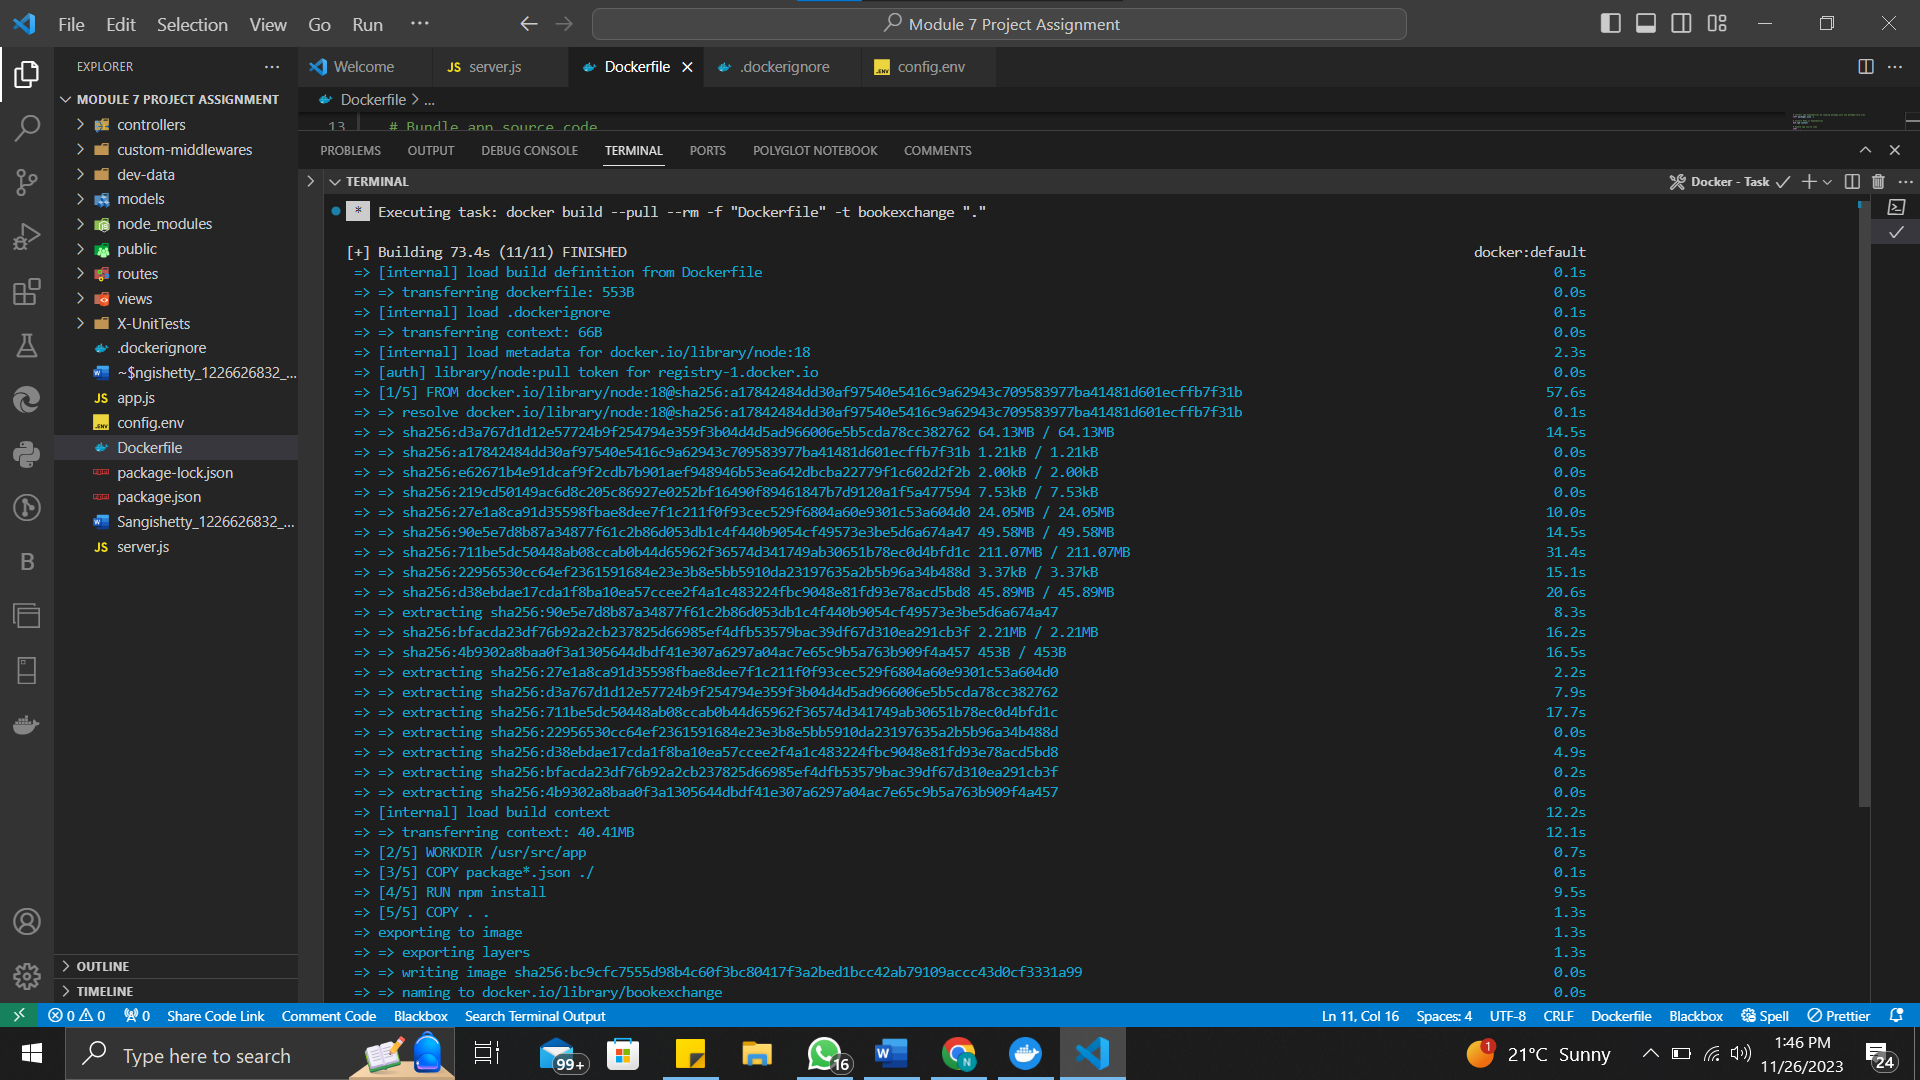 File Edit Selection View Go Run ···
Module 7 Project Assignment
EXPLORER
Welcome
JS server.js
Dockerfile
.dockerignore
config.env
MODULE 7 PROJECT ASSIGNMENT
controllers
custom-middlewares
dev-data
models
node_modules
public
routes
views
X-UnitTests
.dockerignore
~$ngishetty_1226626832_...
JS app.js
config.env
Dockerfile
package-lock.json
package.json
Sangishetty_1226626832_...
JS server.js
OUTLINE
TIMELINE
Dockerfile > ...
13 # Bundle app source code
PROBLEMS OUTPUT DEBUG CONSOLE TERMINAL PORTS POLYGLOT NOTEBOOK COMMENTS
TERMINAL
Docker - Task
* Executing task: docker build --pull --rm -f "Dockerfile" -t bookexchange "."
[+] Building 73.4s (11/11) FINISHED docker:default
=> [internal] load build definition from Dockerfile 0.1s
=> => transferring dockerfile: 553B 0.0s
=> [internal] load .dockerignore 0.1s
=> => transferring context: 66B 0.0s
=> [internal] load metadata for docker.io/library/node:18 2.3s
=> [auth] library/node:pull token for registry-1.docker.io 0.0s
=> [1/5] FROM docker.io/library/node:18@sha256:a17842484dd30af97540e5416c9a62943c709583977ba41481d601ecffb7f31b 57.6s
=> => resolve docker.io/library/node:18@sha256:a17842484dd30af97540e5416c9a62943c709583977ba41481d601ecffb7f31b 0.1s
=> => sha256:d3a767d1d12e57724b9f254794e359f3b04d4d5ad966006e5b5cda78cc382762 64.13MB / 64.13MB 14.5s
=> => sha256:a17842484dd30af97540e5416c9a62943c709583977ba41481d601ecffb7f31b 1.21kB / 1.21kB 0.0s
=> => sha256:e62671b4e91dcaf9f2cdb7b901aef948946b53ea642dbcba22779f1c602d2f2b 2.00kB / 2.00kB 0.0s
=> => sha256:219cd50149ac6d8c205c86927e0252bf16490f89461847b7d9120a1f5a477594 7.53kB / 7.53kB 0.0s
=> => sha256:27e1a8ca91d35598fbae8dee7f1c211f0f93cec529f6804a60e9301c53a604d0 24.05MB / 24.05MB 10.0s
=> => sha256:90e5e7d8b87a34877f61c2b86d053db1c4f440b9054cf49573e3be5d6a674a47 49.58MB / 49.58MB 14.5s
=> => sha256:711be5dc50448ab08ccab0b44d65962f36574d341749ab30651b78ec0d4bfd1c 211.07MB / 211.07MB 31.4s
=> => sha256:22956530cc64ef2361591684e23e3b8e5bb5910da23197635a2b5b96a34b488d 3.37kB / 3.37kB 15.1s
=> => sha256:d38ebdae17cda1f8ba10ea57ccee2f4a1c483224fbc9048e81fd93e78acd5bd8 45.89MB / 45.89MB 20.6s
=> => extracting sha256:90e5e7d8b87a34877f61c2b86d053db1c4f440b9054cf49573e3be5d6a674a47 8.3s
=> => sha256:bfacda23df76b92a2cb237825d66985ef4dfb53579bac39df67d310ea291cb3f 2.21MB / 2.21MB 16.2s
=> => sha256:4b9302a8baa0f3a1305644dbdf41e307a6297a04ac7e65c9b5a763b909f4a457 453B / 453B 16.5s
=> => extracting sha256:27e1a8ca91d35598fbae8dee7f1c211f0f93cec529f6804a60e9301c53a604d0 2.2s
=> => extracting sha256:d3a767d1d12e57724b9f254794e359f3b04d4d5ad966006e5b5cda78cc382762 7.9s
=> => extracting sha256:711be5dc50448ab08ccab0b44d65962f36574d341749ab30651b78ec0d4bfd1c 17.7s
=> => extracting sha256:22956530cc64ef2361591684e23e3b8e5bb5910da23197635a2b5b96a34b488d 0.0s
=> => extracting sha256:d38ebdae17cda1f8ba10ea57ccee2f4a1c483224fbc9048e81fd93e78acd5bd8 4.9s
=> => extracting sha256:bfacda23df76b92a2cb237825d66985ef4dfb53579bac39df67d310ea291cb3f 0.2s
=> => extracting sha256:4b9302a8baa0f3a1305644dbdf41e307a6297a04ac7e65c9b5a763b909f4a457 0.0s
=> [internal] load build context 12.2s
=> => transferring context: 40.41MB 12.1s
=> [2/5] WORKDIR /usr/src/app 0.7s
=> [3/5] COPY package*.json ./ 0.1s
=> [4/5] RUN npm install 9.5s
=> [5/5] COPY . . 1.3s
=> exporting to image 1.3s
=> => exporting layers 1.3s
=> => writing image sha256:bc9cfc7555d98b4c60f3bc80417f3a2bed1bcc42ab79109accc43d0cf3331a99 0.0s
=> => naming to docker.io/library/bookexchange 0.0s
0 0 0 Share Code Link Comment Code Blackbox Search Terminal Output Ln 11, Col 16 Spaces: 4 UTF-8 CRLF Dockerfile Blackbox Spell Prettier
Type here to search
99+
16
1
21°C Sunny
1:46 PM
11/26/2023
24